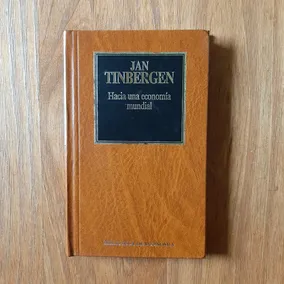 JAN
TINBERGEN
Hacia una economía
mundial